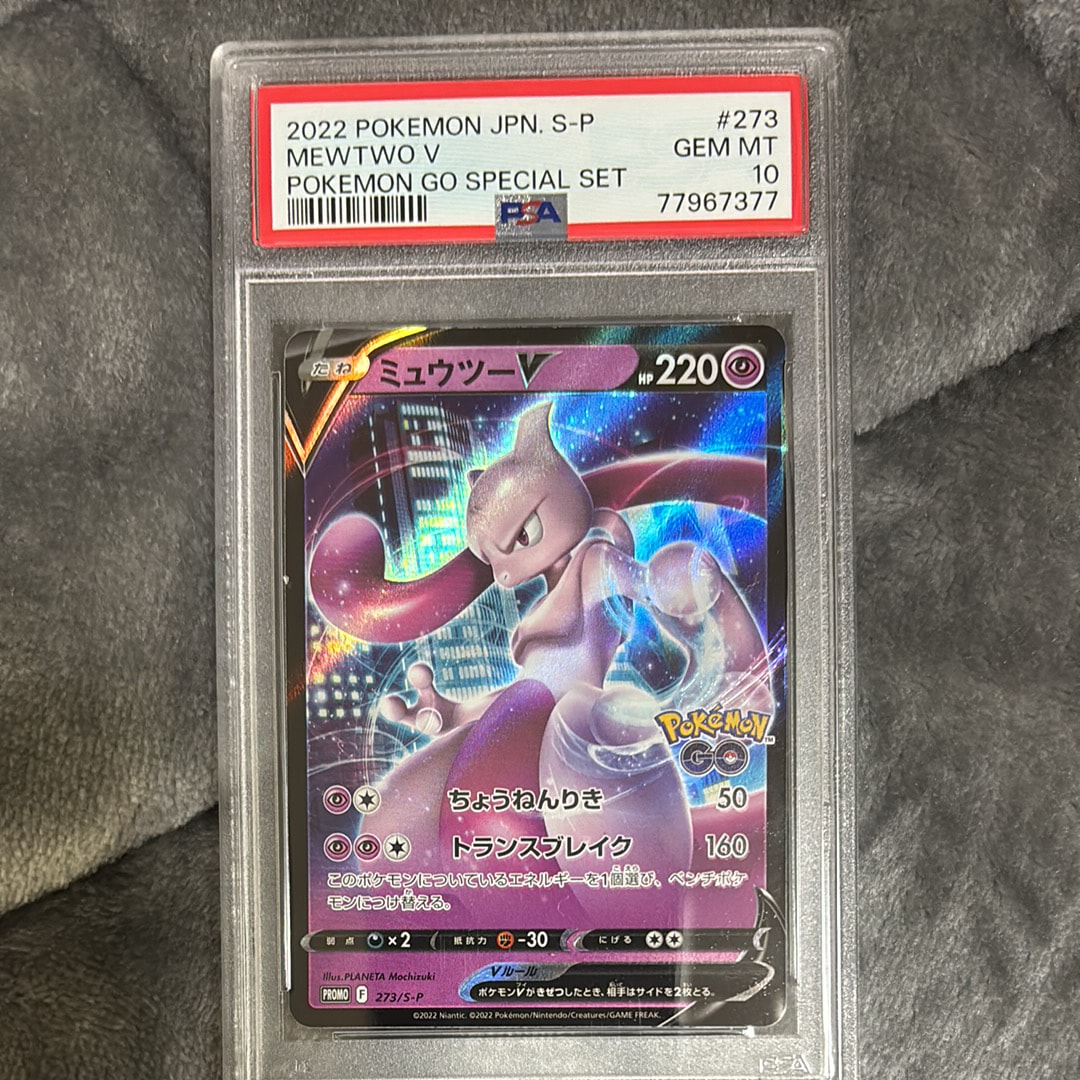 2022 POKEMON JPN. S-P #273
MEWTWO V GEM MT
POKEMON GO SPECIAL SET 10
PSA 77967377
たね ミュウツーV HP 220
POKéMON™
GO
ちょうねんりき 50
トランスブレイク 160
このポケモンについているエネルギーを1個選び、ベンチポケ
モンにつけ替える。
弱点 ×2 抵抗力 -30 にげる
Illus.PLANETA Mochizuki
Vルール
ポケモンVがきぜつしたとき、相手はサイドを2枚とる。
PROMO F 273/S-P
©2022 Niantic. ©2022 Pokémon/Nintendo/Creatures/GAME FREAK.
PSA